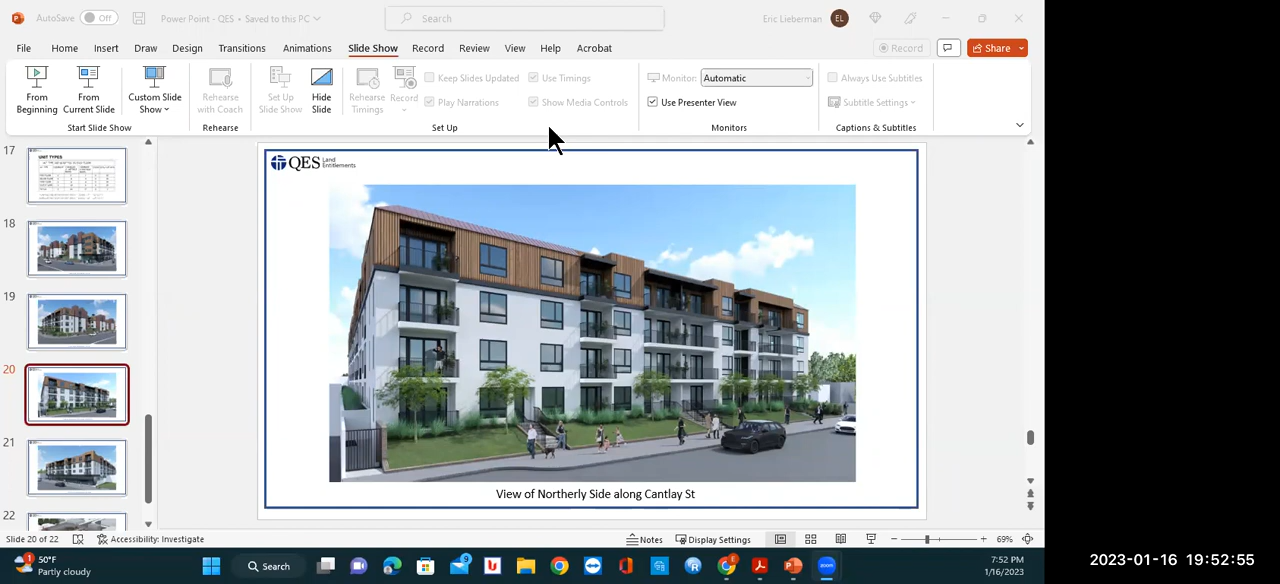 AutoSave Off Power Point - QES • Saved to this PC Search Eric Lieberman EL
File Home Insert Draw Design Transitions Animations Slide Show Record Review View Help Acrobat Record Share
From Beginning
From Current Slide
Custom Slide Show
Start Slide Show
Rehearse with Coach
Rehearse
Set Up Slide Show
Hide Slide
Rehearse Timings
Record
Keep Slides Updated
Use Timings
Play Narrations
Show Media Controls
Set Up
Monitor: Automatic
Use Presenter View
Monitors
Always Use Subtitles
Subtitle Settings
Captions & Subtitles
17
UNIT TYPES
18
19
20
21
22
QES Land Entitlements
View of Northerly Side along Cantlay St
Slide 20 of 22 Accessibility: Investigate Notes Display Settings 69%
1
50°F
Partly cloudy
Search
9
7:52 PM
1/16/2023
2023-01-16 19:52:55